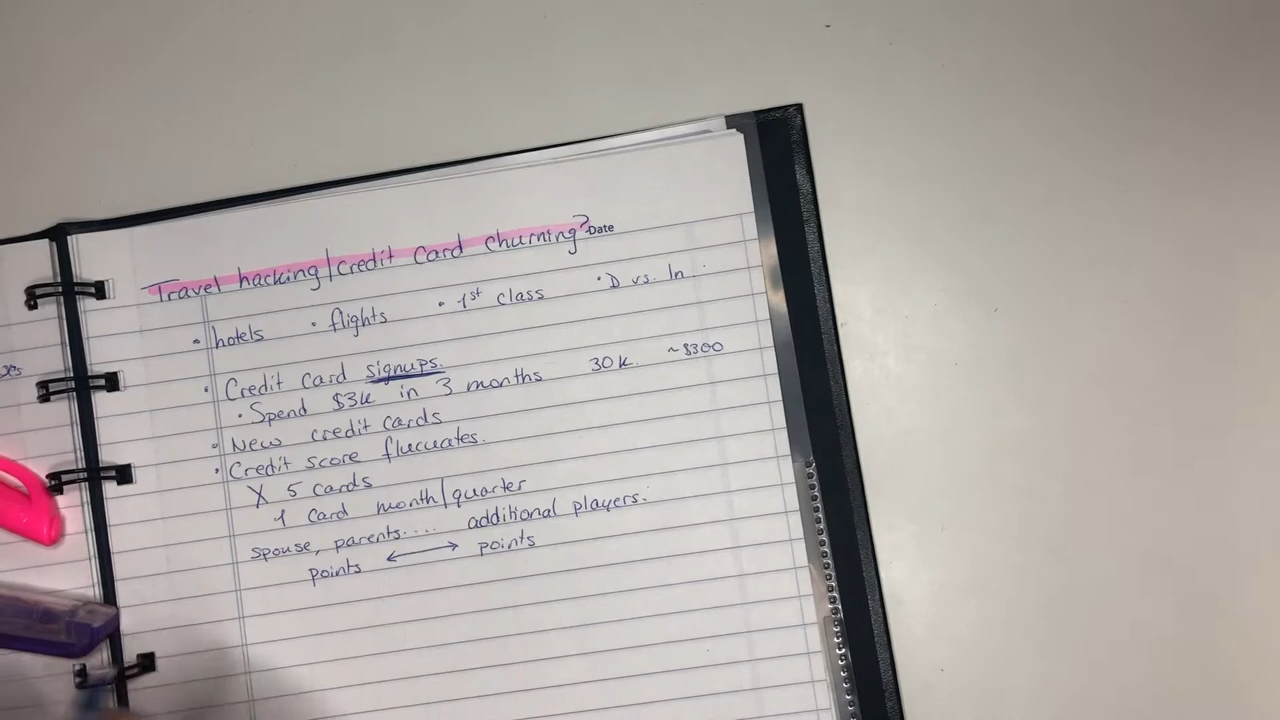 Travel hacking/credit card churning? Date
• hotels • flights • 1st class • D vs. In
• Credit Card signups.
• Spend $3k in 3 months 30k. ~$300
• New credit cards
• Credit score flucuates.
X 5 cards
1 card month/quarter
spouse, parents.... additional players.
points ⟷ points